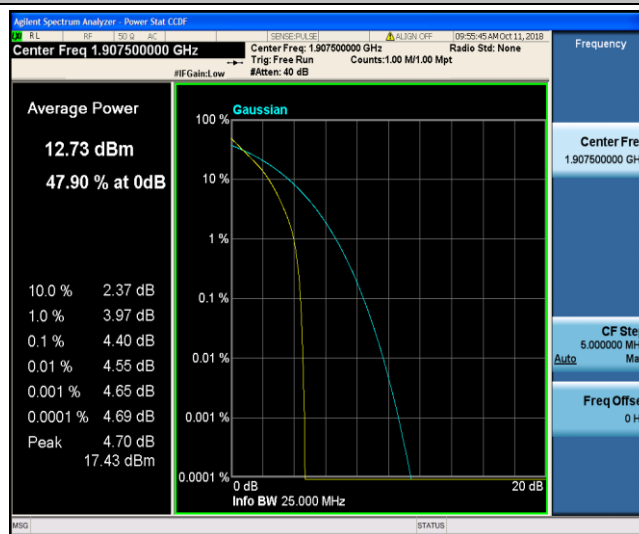 Agilent Spectrum Analyzer - Power Stat CCDF
RL RF 50 Ω AC SENSE:PULSE ALIGN OFF 09:55:45 AM Oct 11, 2018
Center Freq 1.907500000 GHz
Center Freq: 1.907500000 GHz Radio Std: None
Trig: Free Run Counts:1.00 M/1.00 Mpt
#IFGain:Low #Atten: 40 dB
Frequency
Average Power
12.73 dBm
47.90 % at 0dB
10.0 % 2.37 dB
1.0 % 3.97 dB
0.1 % 4.40 dB
0.01 % 4.55 dB
0.001 % 4.65 dB
0.0001 % 4.69 dB
Peak 4.70 dB
17.43 dBm
Gaussian
100 %
10 %
1 %
0.1 %
0.01 %
0.001 %
0.0001 %
0 dB 20 dB
Info BW 25.000 MHz
Center Fre
1.907500000 GH
CF Ste
5.000000 MH
Auto Ma
Freq Offse
0 H
MSG STATUS